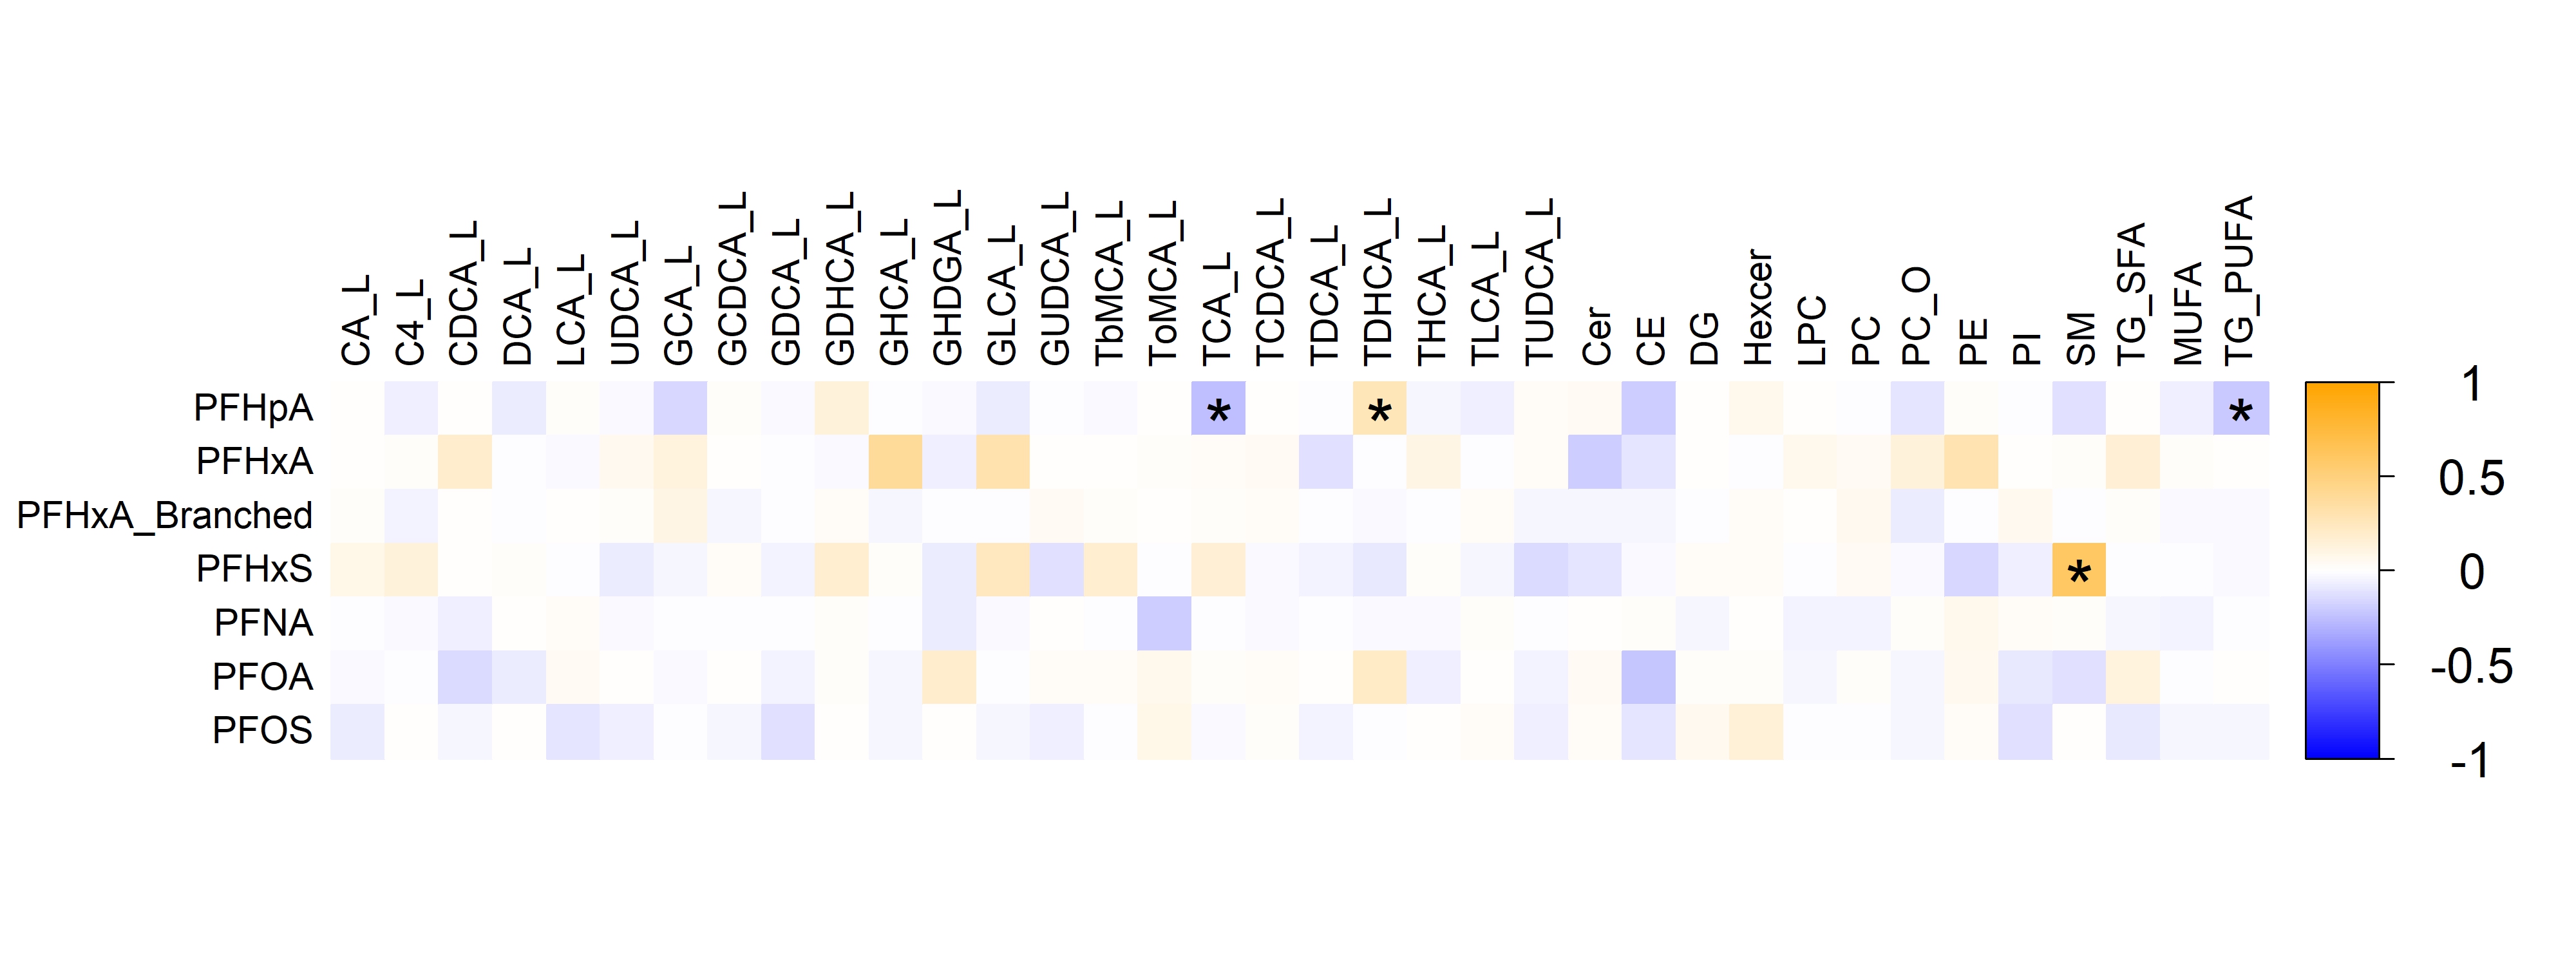 CA_L
C4_L
CDCA_L
DCA_L
LCA_L
UDCA_L
GCA_L
GCDCA_L
GDCA_L
GDHCA_L
GHCA_L
GHDGA_L
GLCA_L
GUDCA_L
TbMCA_L
ToMCA_L
TCA_L
TCDCA_L
TDCA_L
TDHCA_L
THCA_L
TLCA_L
TUDCA_L
Cer
CE
DG
Hexcer
LPC
PC
PC_O
PE
PI
SM
TG_SFA
MUFA
TG_PUFA
PFHpA
* * *
PFHxA
PFHxA_Branched
PFHxS
*
PFNA
PFOA
PFOS
1
0.5
0
-0.5
-1